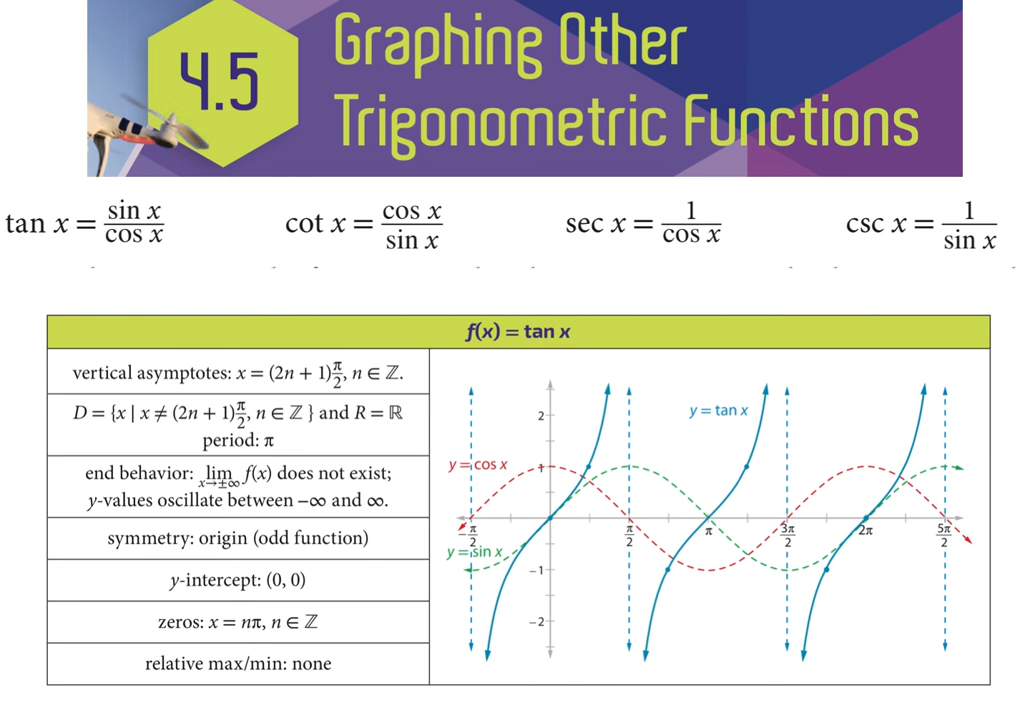 4.5
Graphing Other
Trigonometric Functions
tan x = sin x / cos x
cot x = cos x / sin x
sec x = 1 / cos x
csc x = 1 / sin x
f(x) = tan x
vertical asymptotes: x = (2n + 1)π/2, n ∈ ℤ.
D = {x | x ≠ (2n + 1)π/2, n ∈ ℤ } and R = ℝ
period: π
end behavior: lim x→±∞ f(x) does not exist;
y-values oscillate between −∞ and ∞.
symmetry: origin (odd function)
y-intercept: (0, 0)
zeros: x = nπ, n ∈ ℤ
relative max/min: none
2
y = tan x
y = cos x
1
−π/2
π/2
π
3π/2
2π
5π/2
y = sin x
−1
−2